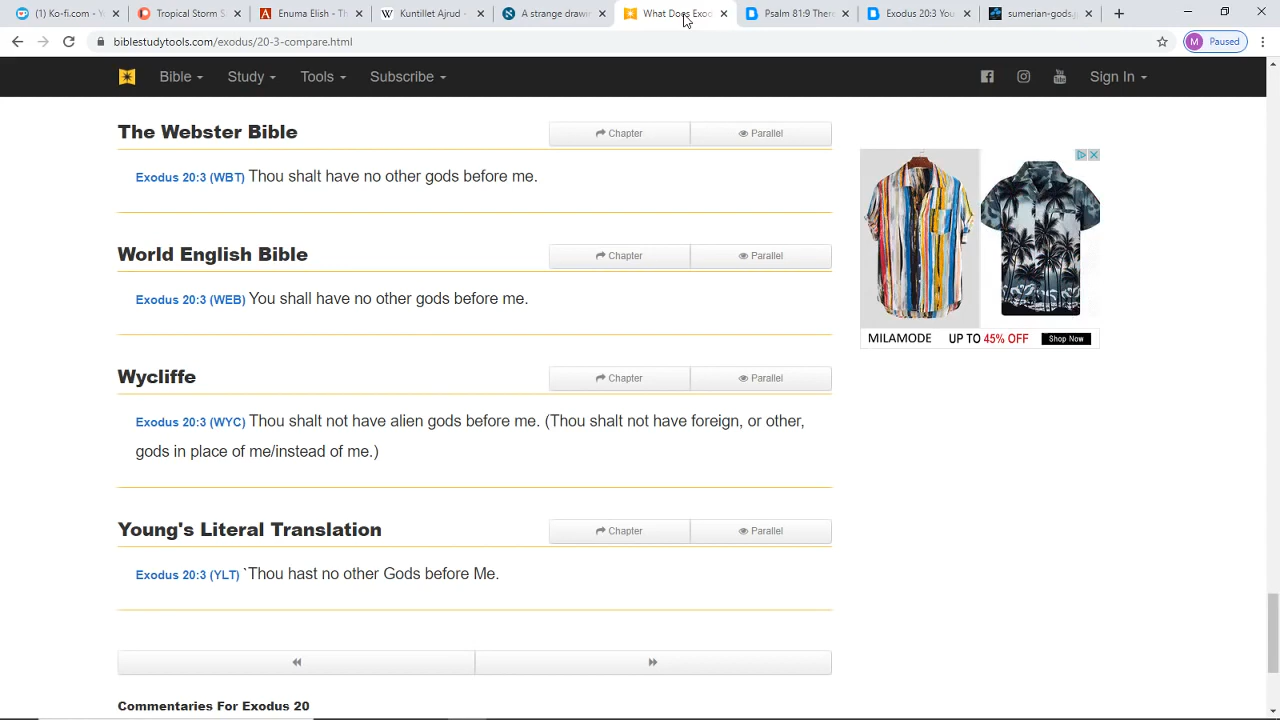 (1) Ko-fi.com - Y
Tropical Storm S
Enuma Elish - Th
Kuntillet Ajrud -
A strange drawin
What Does Exod
Psalm 81:9 There
Exodus 20:3 You
sumerian-gods.j
biblestudytools.com/exodus/20-3-compare.html
M Paused
Bible Study Tools Subscribe Sign In
The Webster Bible Chapter Parallel
Exodus 20:3 (WBT) Thou shalt have no other gods before me.
World English Bible Chapter Parallel
Exodus 20:3 (WEB) You shall have no other gods before me.
Wycliffe Chapter Parallel
Exodus 20:3 (WYC) Thou shalt not have alien gods before me. (Thou shalt not have foreign, or other,
gods in place of me/instead of me.)
Young's Literal Translation Chapter Parallel
Exodus 20:3 (YLT) `Thou hast no other Gods before Me.
Commentaries For Exodus 20
MILAMODE UP TO 45% OFF Shop Now